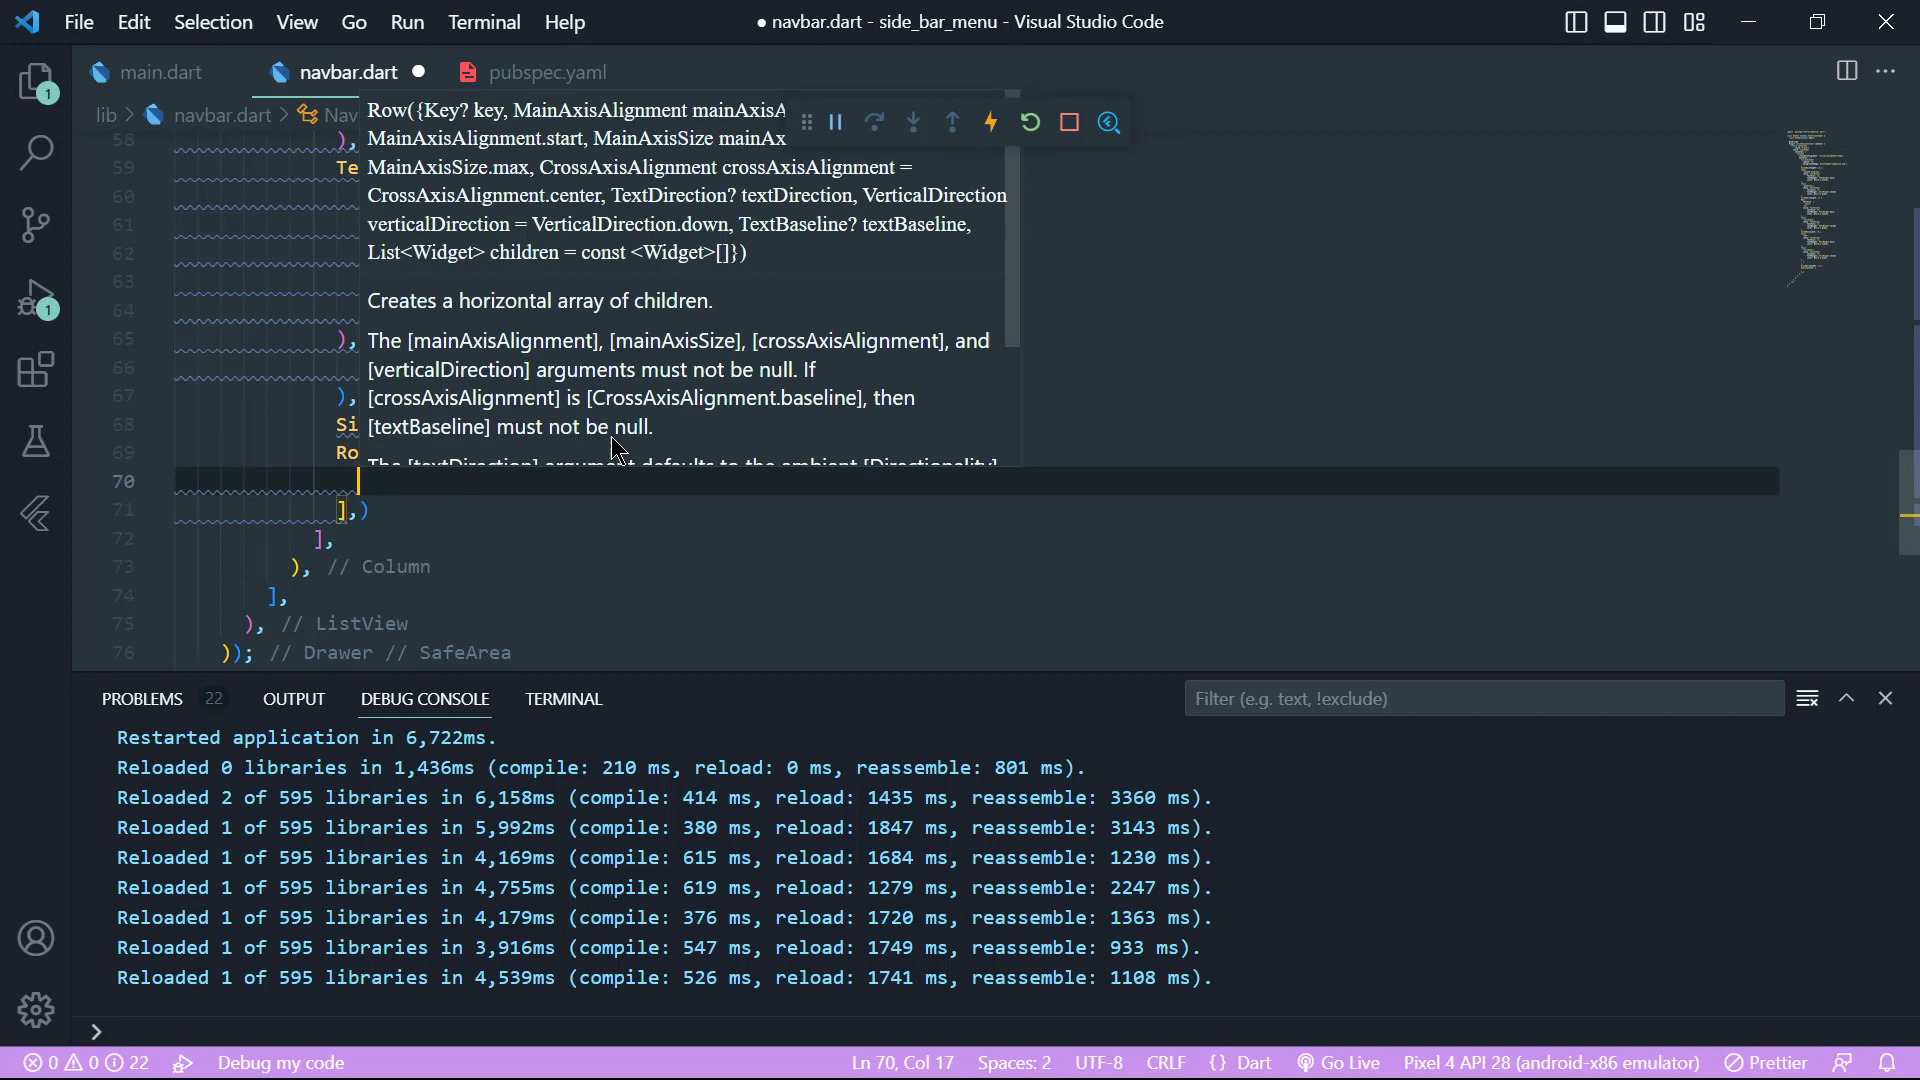 File Edit Selection View Go Run Terminal Help
● navbar.dart - side_bar_menu - Visual Studio Code
main.dart
navbar.dart
pubspec.yaml
lib > navbar.dart > Nav
Row({Key? key, MainAxisAlignment mainAxisA
MainAxisAlignment.start, MainAxisSize mainAx
MainAxisSize.max, CrossAxisAlignment crossAxisAlignment =
CrossAxisAlignment.center, TextDirection? textDirection, VerticalDirection
verticalDirection = VerticalDirection.down, TextBaseline? textBaseline,
List<Widget> children = const <Widget>[]})
Creates a horizontal array of children.
The [mainAxisAlignment], [mainAxisSize], [crossAxisAlignment], and
[verticalDirection] arguments must not be null. If
[crossAxisAlignment] is [CrossAxisAlignment.baseline], then
[textBaseline] must not be null.
The [textDirection] argument defaults to the ambient [Directionality]
58 ),
59 Te
60
61
62
63
64
65 ),
66
67 ),
68 Si
69 Ro
70
71 ],)
72 ],
73 ), // Column
74 ],
75 ), // ListView
76 )); // Drawer // SafeArea
PROBLEMS 22 OUTPUT DEBUG CONSOLE TERMINAL
Filter (e.g. text, !exclude)
Restarted application in 6,722ms.
Reloaded 0 libraries in 1,436ms (compile: 210 ms, reload: 0 ms, reassemble: 801 ms).
Reloaded 2 of 595 libraries in 6,158ms (compile: 414 ms, reload: 1435 ms, reassemble: 3360 ms).
Reloaded 1 of 595 libraries in 5,992ms (compile: 380 ms, reload: 1847 ms, reassemble: 3143 ms).
Reloaded 1 of 595 libraries in 4,169ms (compile: 615 ms, reload: 1684 ms, reassemble: 1230 ms).
Reloaded 1 of 595 libraries in 4,755ms (compile: 619 ms, reload: 1279 ms, reassemble: 2247 ms).
Reloaded 1 of 595 libraries in 4,179ms (compile: 376 ms, reload: 1720 ms, reassemble: 1363 ms).
Reloaded 1 of 595 libraries in 3,916ms (compile: 547 ms, reload: 1749 ms, reassemble: 933 ms).
Reloaded 1 of 595 libraries in 4,539ms (compile: 526 ms, reload: 1741 ms, reassemble: 1108 ms).
1
1
0 0 22 Debug my code Ln 70, Col 17 Spaces: 2 UTF-8 CRLF {} Dart Go Live Pixel 4 API 28 (android-x86 emulator) Prettier